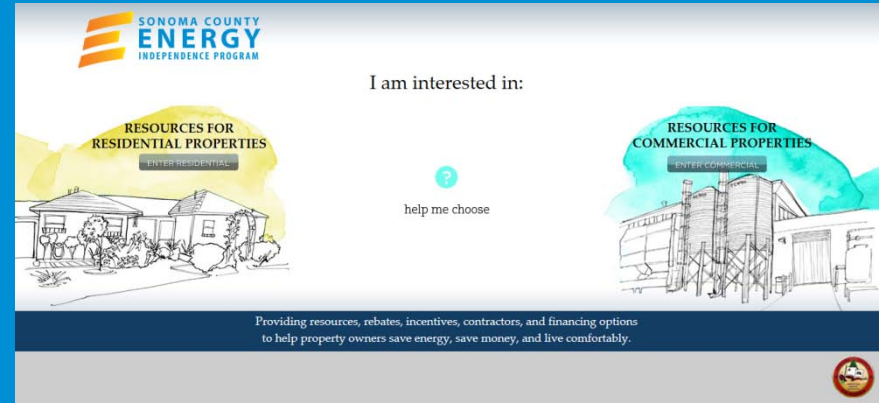 SONOMA COUNTY
ENERGY
INDEPENDENCE PROGRAM
I am interested in:
RESOURCES FOR
RESIDENTIAL PROPERTIES
ENTER RESIDENTIAL
RESOURCES FOR
COMMERCIAL PROPERTIES
ENTER COMMERCIAL
?
help me choose
Providing resources, rebates, incentives, contractors, and financing options
to help property owners save energy, save money, and live comfortably.